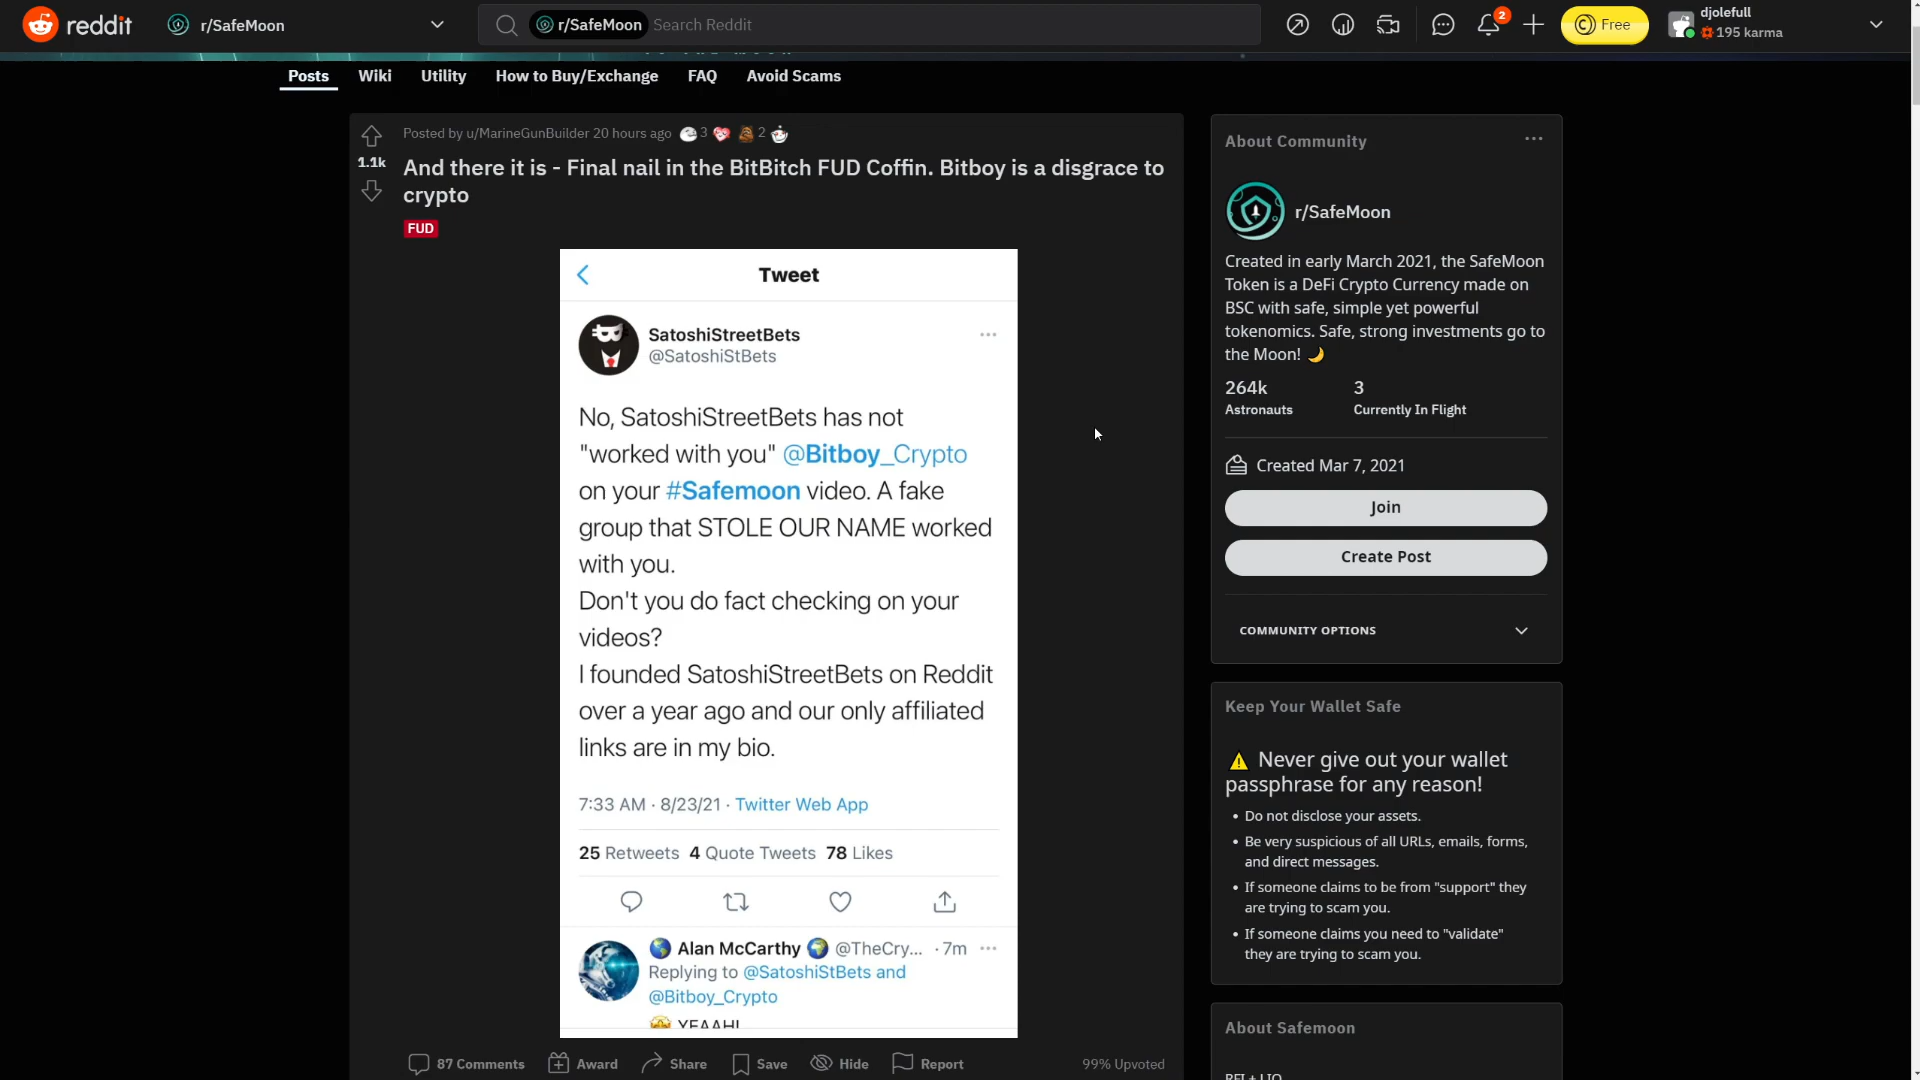 reddit
r/SafeMoon
r/SafeMoon Search Reddit
2
Free
djolefull
195 karma
Posts Wiki Utility How to Buy/Exchange FAQ Avoid Scams
Posted by u/MarineGunBuilder 20 hours ago 3 2
1.1k
And there it is - Final nail in the BitBitch FUD Coffin. Bitboy is a disgrace to
crypto
FUD
Tweet
SatoshiStreetBets
@SatoshiStBets
No, SatoshiStreetBets has not
"worked with you" @Bitboy_Crypto
on your #Safemoon video. A fake
group that STOLE OUR NAME worked
with you.
Don't you do fact checking on your
videos?
I founded SatoshiStreetBets on Reddit
over a year ago and our only affiliated
links are in my bio.
7:33 AM · 8/23/21 · Twitter Web App
25 Retweets 4 Quote Tweets 78 Likes
Alan McCarthy @TheCry... · 7m
Replying to @SatoshiStBets and
@Bitboy_Crypto
YEAAH!
87 Comments Award Share Save Hide Report 99% Upvoted
About Community
r/SafeMoon
Created in early March 2021, the SafeMoon
Token is a DeFi Crypto Currency made on
BSC with safe, simple yet powerful
tokenomics. Safe, strong investments go to
the Moon! 🌙
264k 3
Astronauts Currently In Flight
Created Mar 7, 2021
Join
Create Post
COMMUNITY OPTIONS
Keep Your Wallet Safe
⚠ Never give out your wallet
passphrase for any reason!
• Do not disclose your assets.
• Be very suspicious of all URLs, emails, forms,
and direct messages.
• If someone claims to be from "support" they
are trying to scam you.
• If someone claims you need to "validate"
they are trying to scam you.
About Safemoon